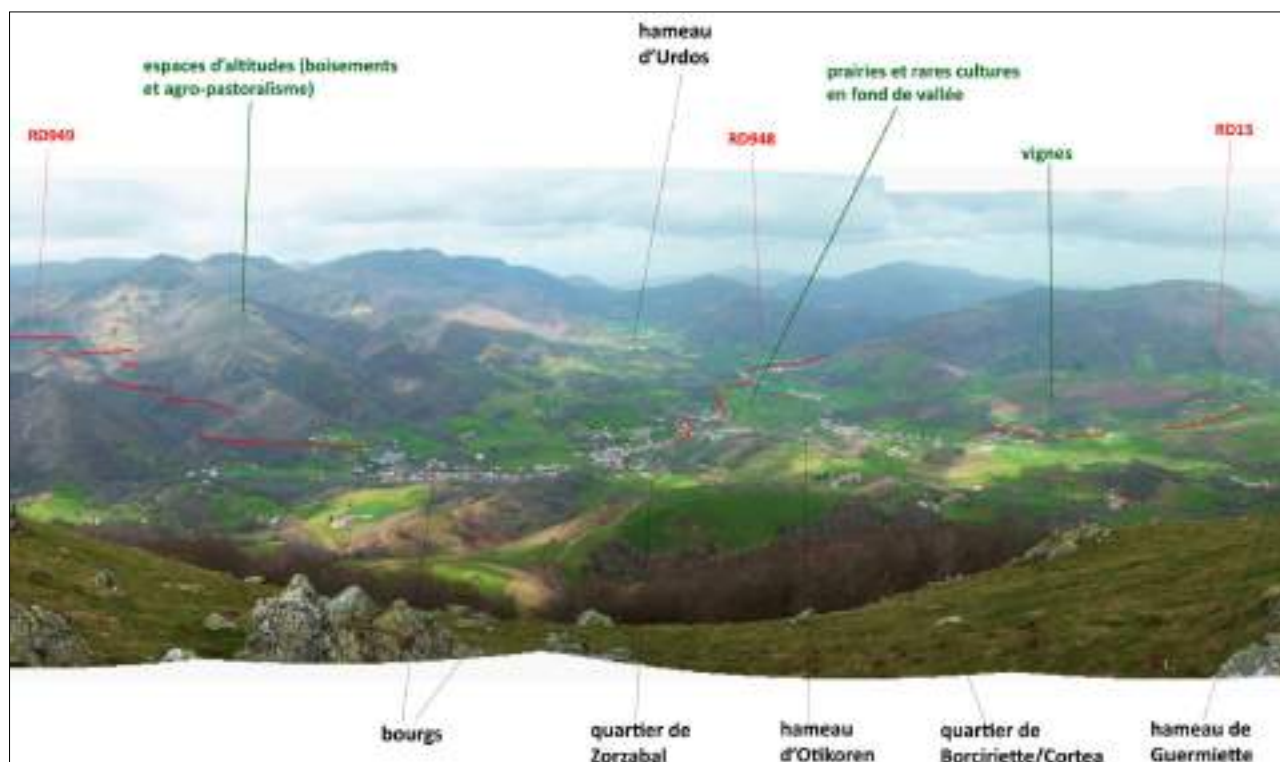 hameau
d'Urdos
espaces d'altitudes (boisements
et agro-pastoralisme)
prairies et rares cultures
en fond de vallée
RD949
RD948
RD15
vignes
bourgs
quartier de
Zorzabal
hameau
d'Otikoren
quartier de
Borciriette/Cortea
hameau de
Guermiette